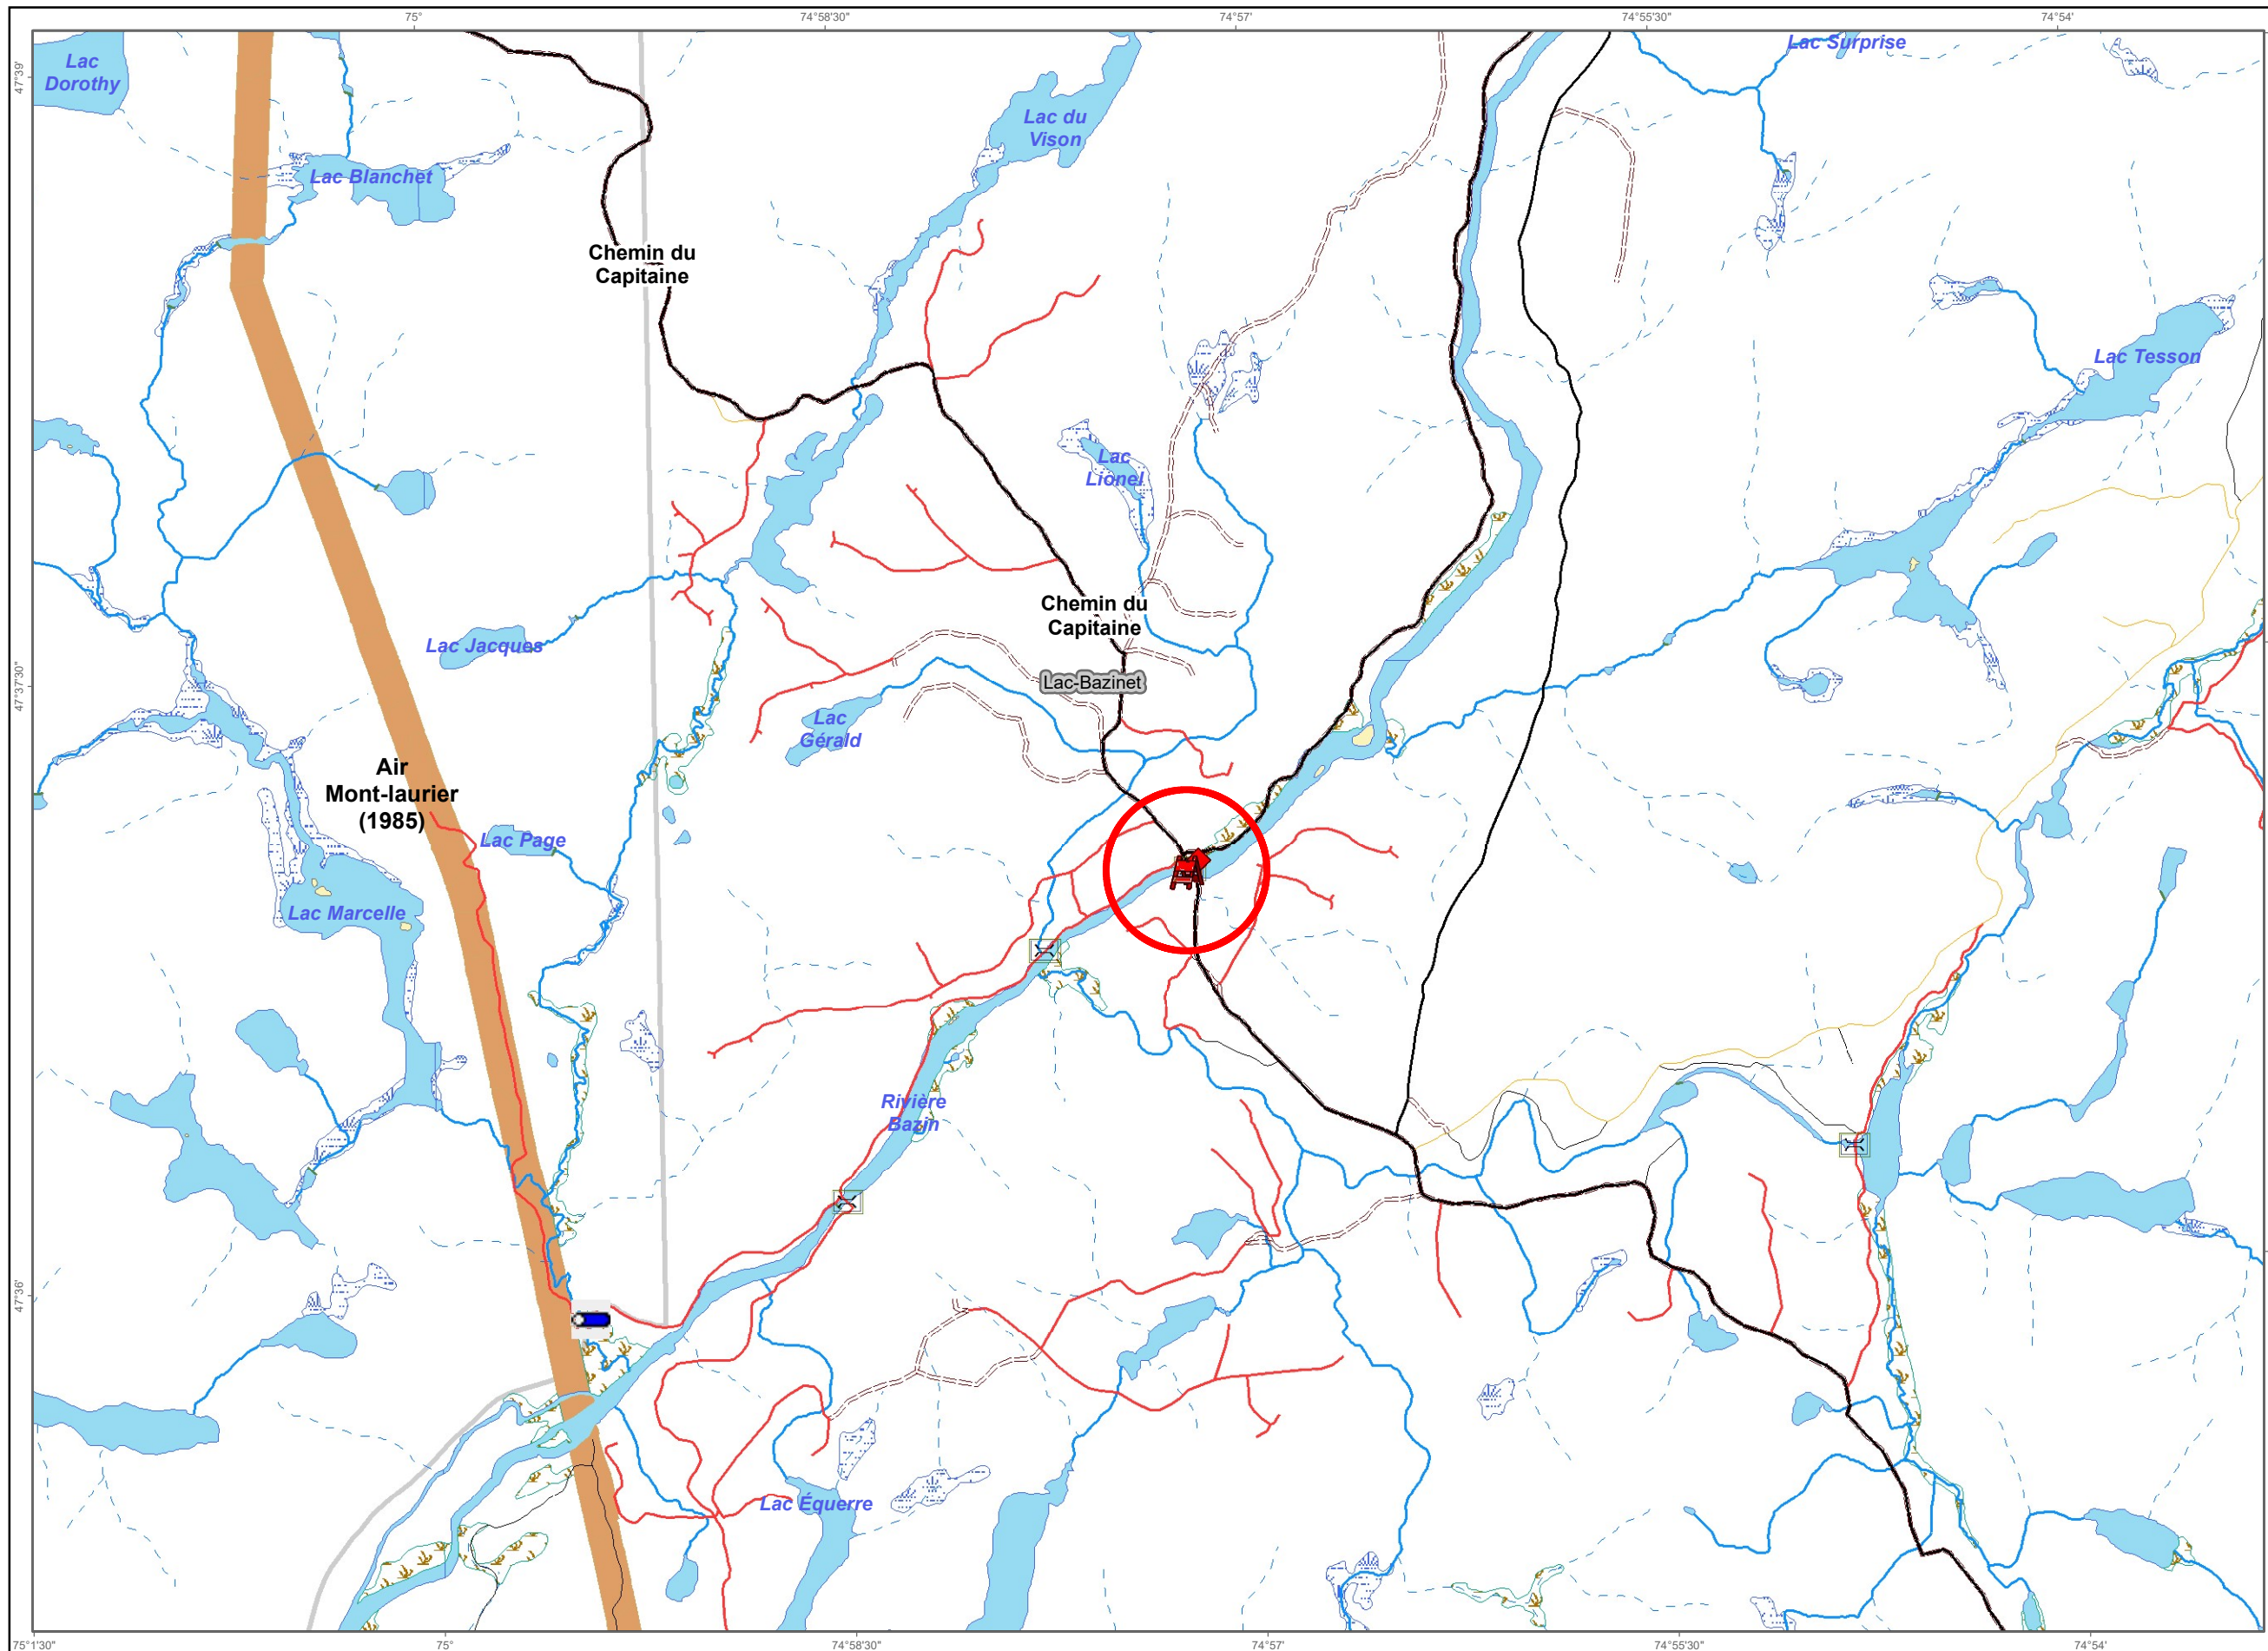 75°
74°58'30"
74°57'
74°55'30"
74°54'
47°39'
Lac
Dorothy
Lac Surprise
Lac du
Vison
Lac Blanchet
Chemin du
Capitaine
Lac Tesson
Lac
Lionel
Chemin du
Capitaine
Lac Jacques
47°37'30"
Lac-Bazinet
Lac
Gérald
Air
Mont-laurier
(1985)
Lac Page
Lac Marcelle
Rivière
Bazin
47°36'
Lac Équerre
75°1'30"
75°
74°58'30"
74°57'
74°55'30"
74°54'